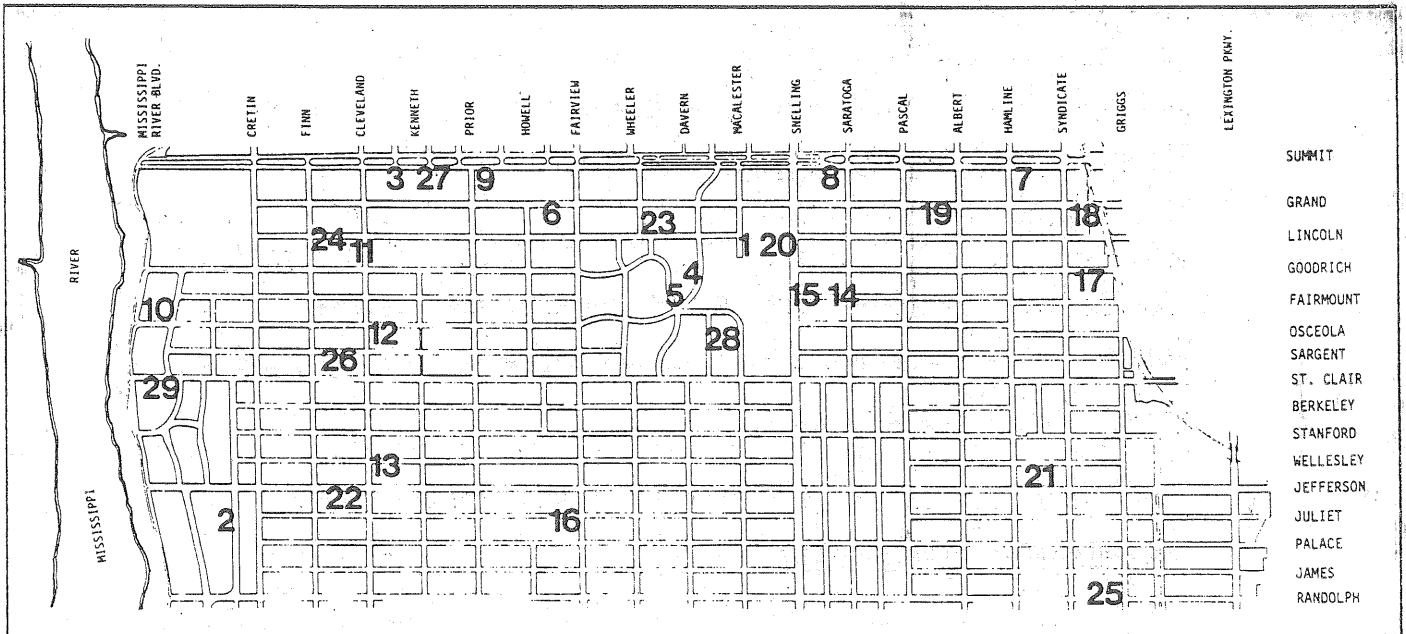 MISSISSIPPI
RIVER BLVD.
CRETIN
FINN
CLEVELAND
KENNETH
PRIOR
HOWELL
FAIRVIEW
WHEELER
DAVERN
MACALESTER
SNELLING
SARATOGA
PASCAL
ALBERT
HAMLINE
SYNDICATE
GRIGGS
LEXINGTON PKWY.
SUMMIT
3 27 9 8 7
GRAND
6 23 19 18
LINCOLN
24 11 1 20
RIVER
GOODRICH
4 17
5 15 14
FAIRMOUNT
10
OSCEOLA
12 28
SARGENT
26
ST. CLAIR
29
BERKELEY
STANFORD
WELLESLEY
13 21
JEFFERSON
22
JULIET
2 16
MISSISSIPPI
PALACE
JAMES
RANDOLPH
25